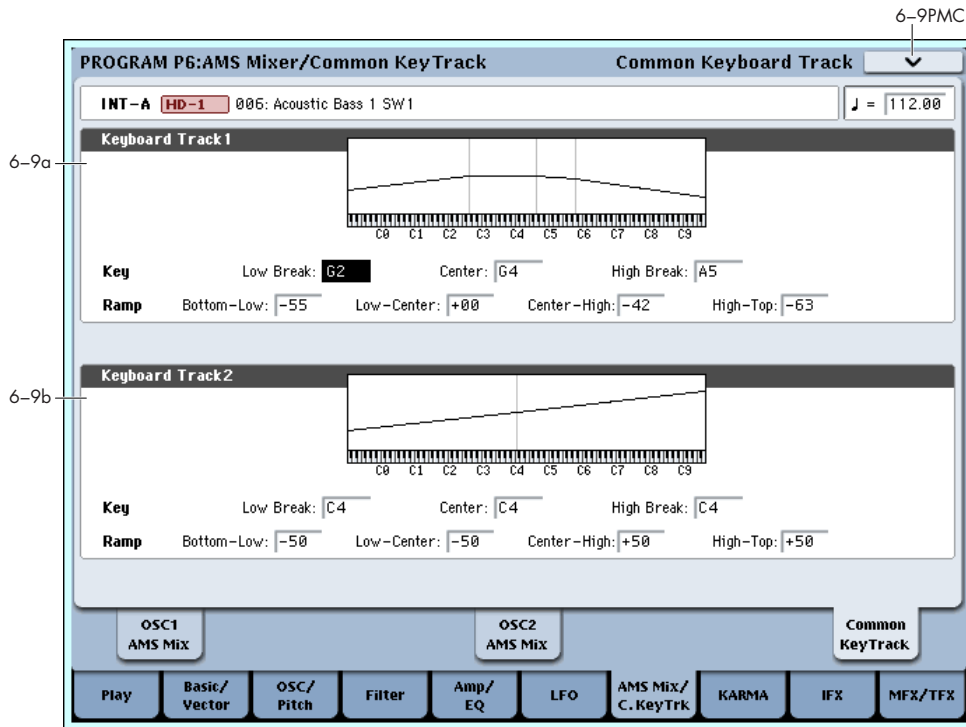 6–9PMC
PROGRAM P6:AMS Mixer/Common KeyTrack Common Keyboard Track
INT-A HD-1 006: Acoustic Bass 1 SW1 ♩ = 112.00
6–9a
Keyboard Track1
C0 C1 C2 C3 C4 C5 C6 C7 C8 C9
Key Low Break: G2 Center: G4 High Break: A5
Ramp Bottom-Low: -55 Low-Center: +00 Center-High: -42 High-Top: -63
6–9b
Keyboard Track2
C0 C1 C2 C3 C4 C5 C6 C7 C8 C9
Key Low Break: C4 Center: C4 High Break: C4
Ramp Bottom-Low: -50 Low-Center: -50 Center-High: +50 High-Top: +50
OSC1 AMS Mix
OSC2 AMS Mix
Common KeyTrack
Play
Basic/ Vector
OSC/ Pitch
Filter
Amp/ EQ
LFO
AMS Mix/ C.KeyTrk
KARMA
IFX
MFX/TFX